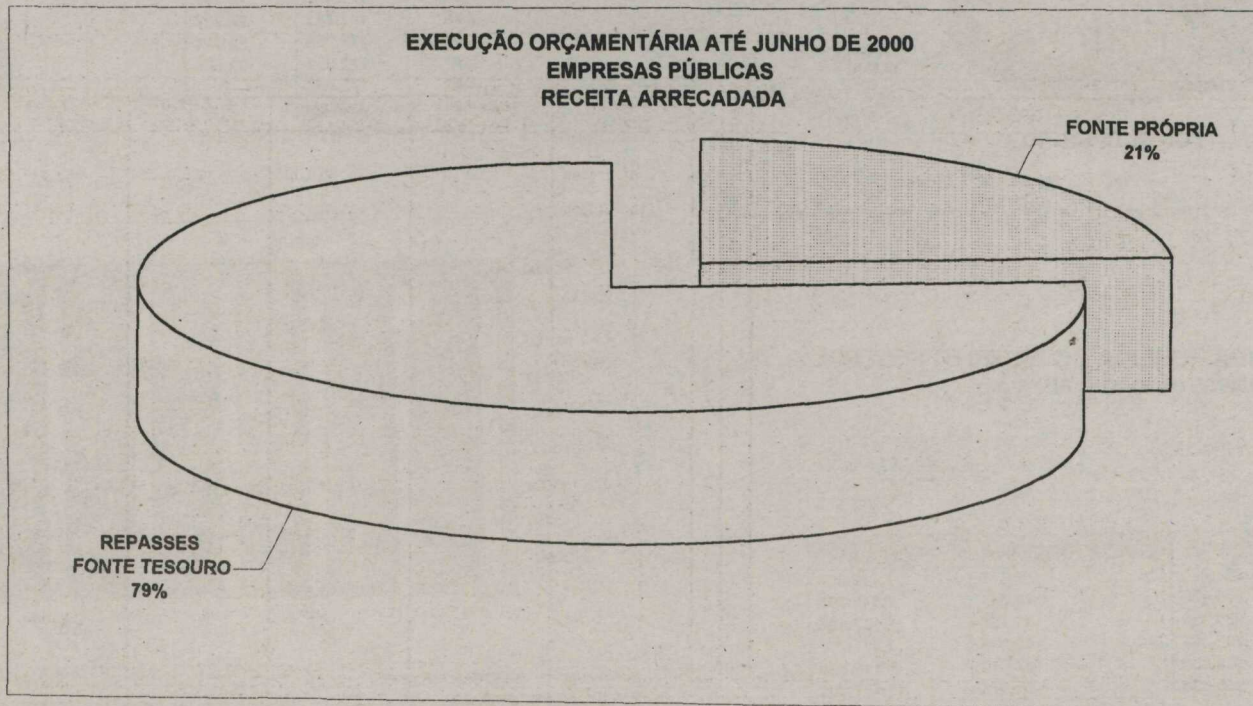 EXECUÇÃO ORÇAMENTÁRIA ATÉ JUNHO DE 2000
EMPRESAS PÚBLICAS
RECEITA ARRECADADA
FONTE PRÓPRIA
21%
REPASSES
FONTE TESOURO
79%